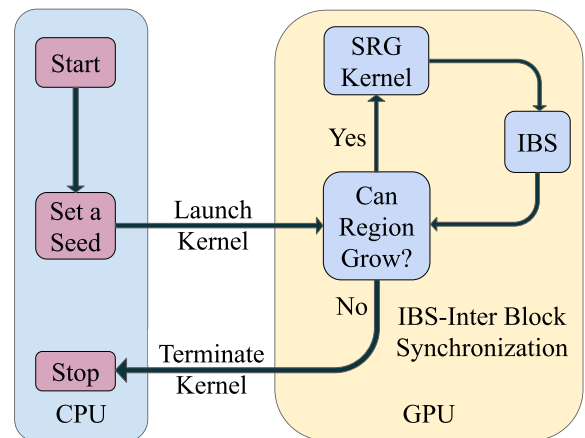 Start
Set a
Seed
Stop
CPU
Launch
Kernel
Terminate
Kernel
SRG
Kernel
IBS
Yes
Can
Region
Grow?
No
IBS-Inter Block
Synchronization
GPU